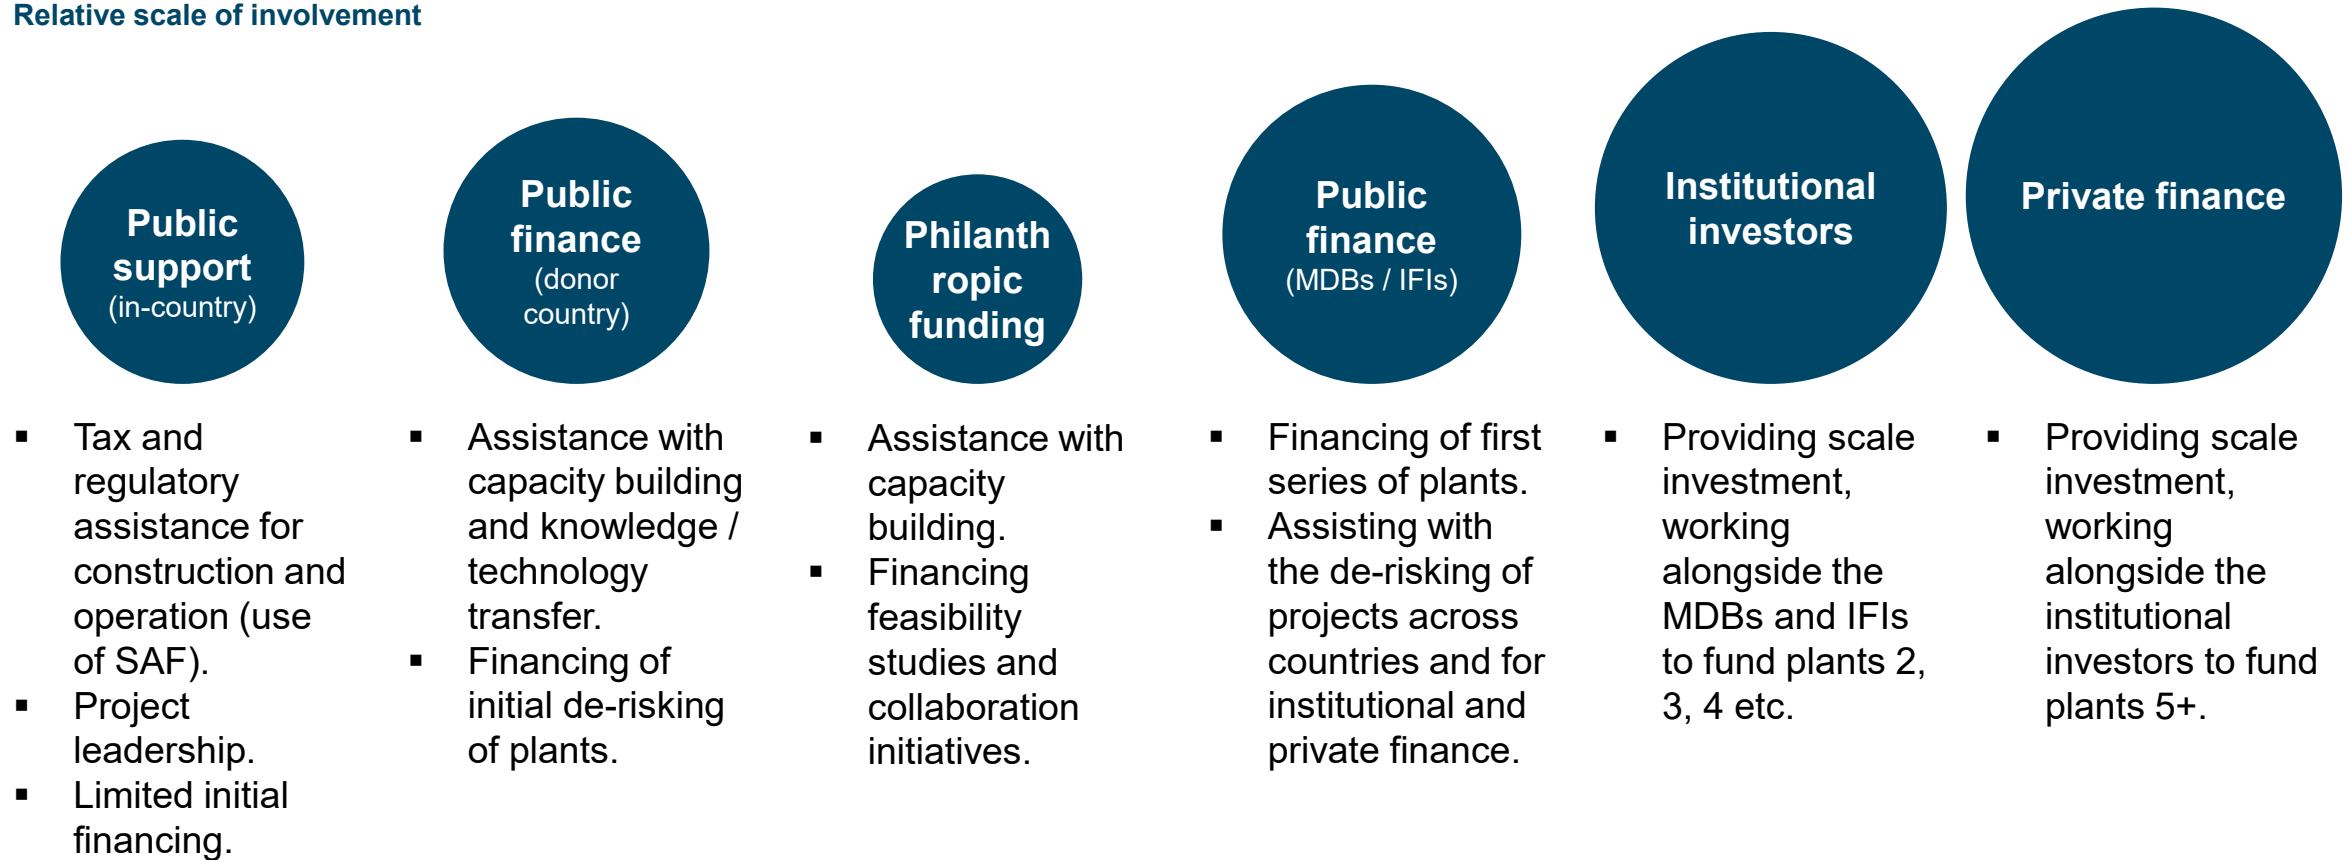 Relative scale of involvement
Public
support
(in-country)
Public
finance
(donor
country)
Philanth
ropic
funding
Public
finance
(MDBs / IFIs)
Institutional
investors
Private finance
▪ Tax and
regulatory
assistance for
construction and
operation (use
of SAF).
▪ Project
leadership.
▪ Limited initial
financing.
▪ Assistance with
capacity building
and knowledge /
technology
transfer.
▪ Financing of
initial de-risking
of plants.
▪ Assistance with
capacity
building.
▪ Financing
feasibility
studies and
collaboration
initiatives.
▪ Financing of first
series of plants.
▪ Assisting with
the de-risking of
projects across
countries and for
institutional and
private finance.
▪ Providing scale
investment,
working
alongside the
MDBs and IFIs
to fund plants 2,
3, 4 etc.
▪ Providing scale
investment,
working
alongside the
institutional
investors to fund
plants 5+.